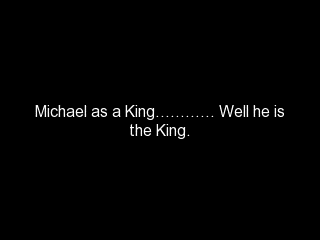 Michael as a King............ Well he is
the King.